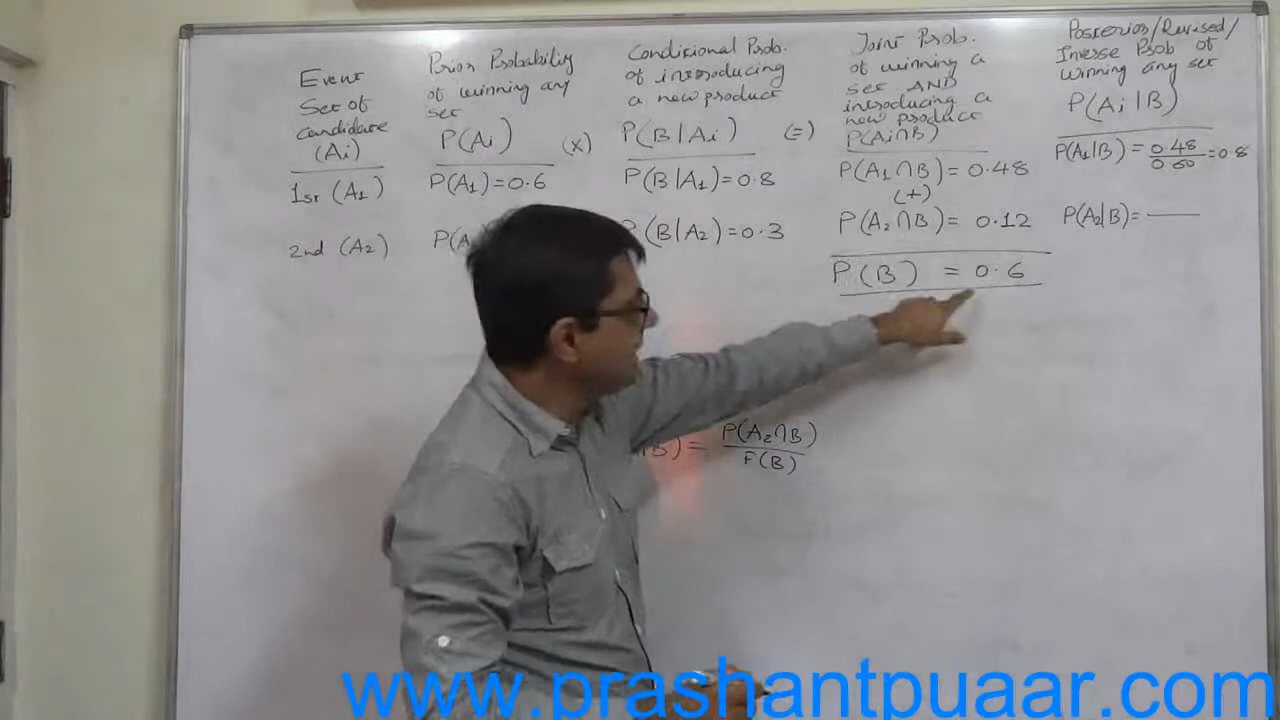 Event
Set of
candidate
(Ai)
1st (A1)
2nd (A2)
Prior Probability
of winning any
set
P(Ai)
(x)
P(A1)=0.6
P(A
Conditional Prob.
of introducing
a new product
P(B|Ai)
(=)
P(B|A1)=0.8
(B|A2)=0.3
Joint Prob.
of winning a
set AND
introducing a
new product
P(Ai∩B)
P(A1∩B)=0.48
(+)
P(A2∩B)= 0.12
P(B) = 0.6
Posterior/Revised/
Inverse Prob of
winning any set
P(Ai|B)
P(A1|B) = 0.48 =0.8
0.60
P(A2|B)=
B) = P(A2∩B)
P(B)
www.prashantpuaar.com